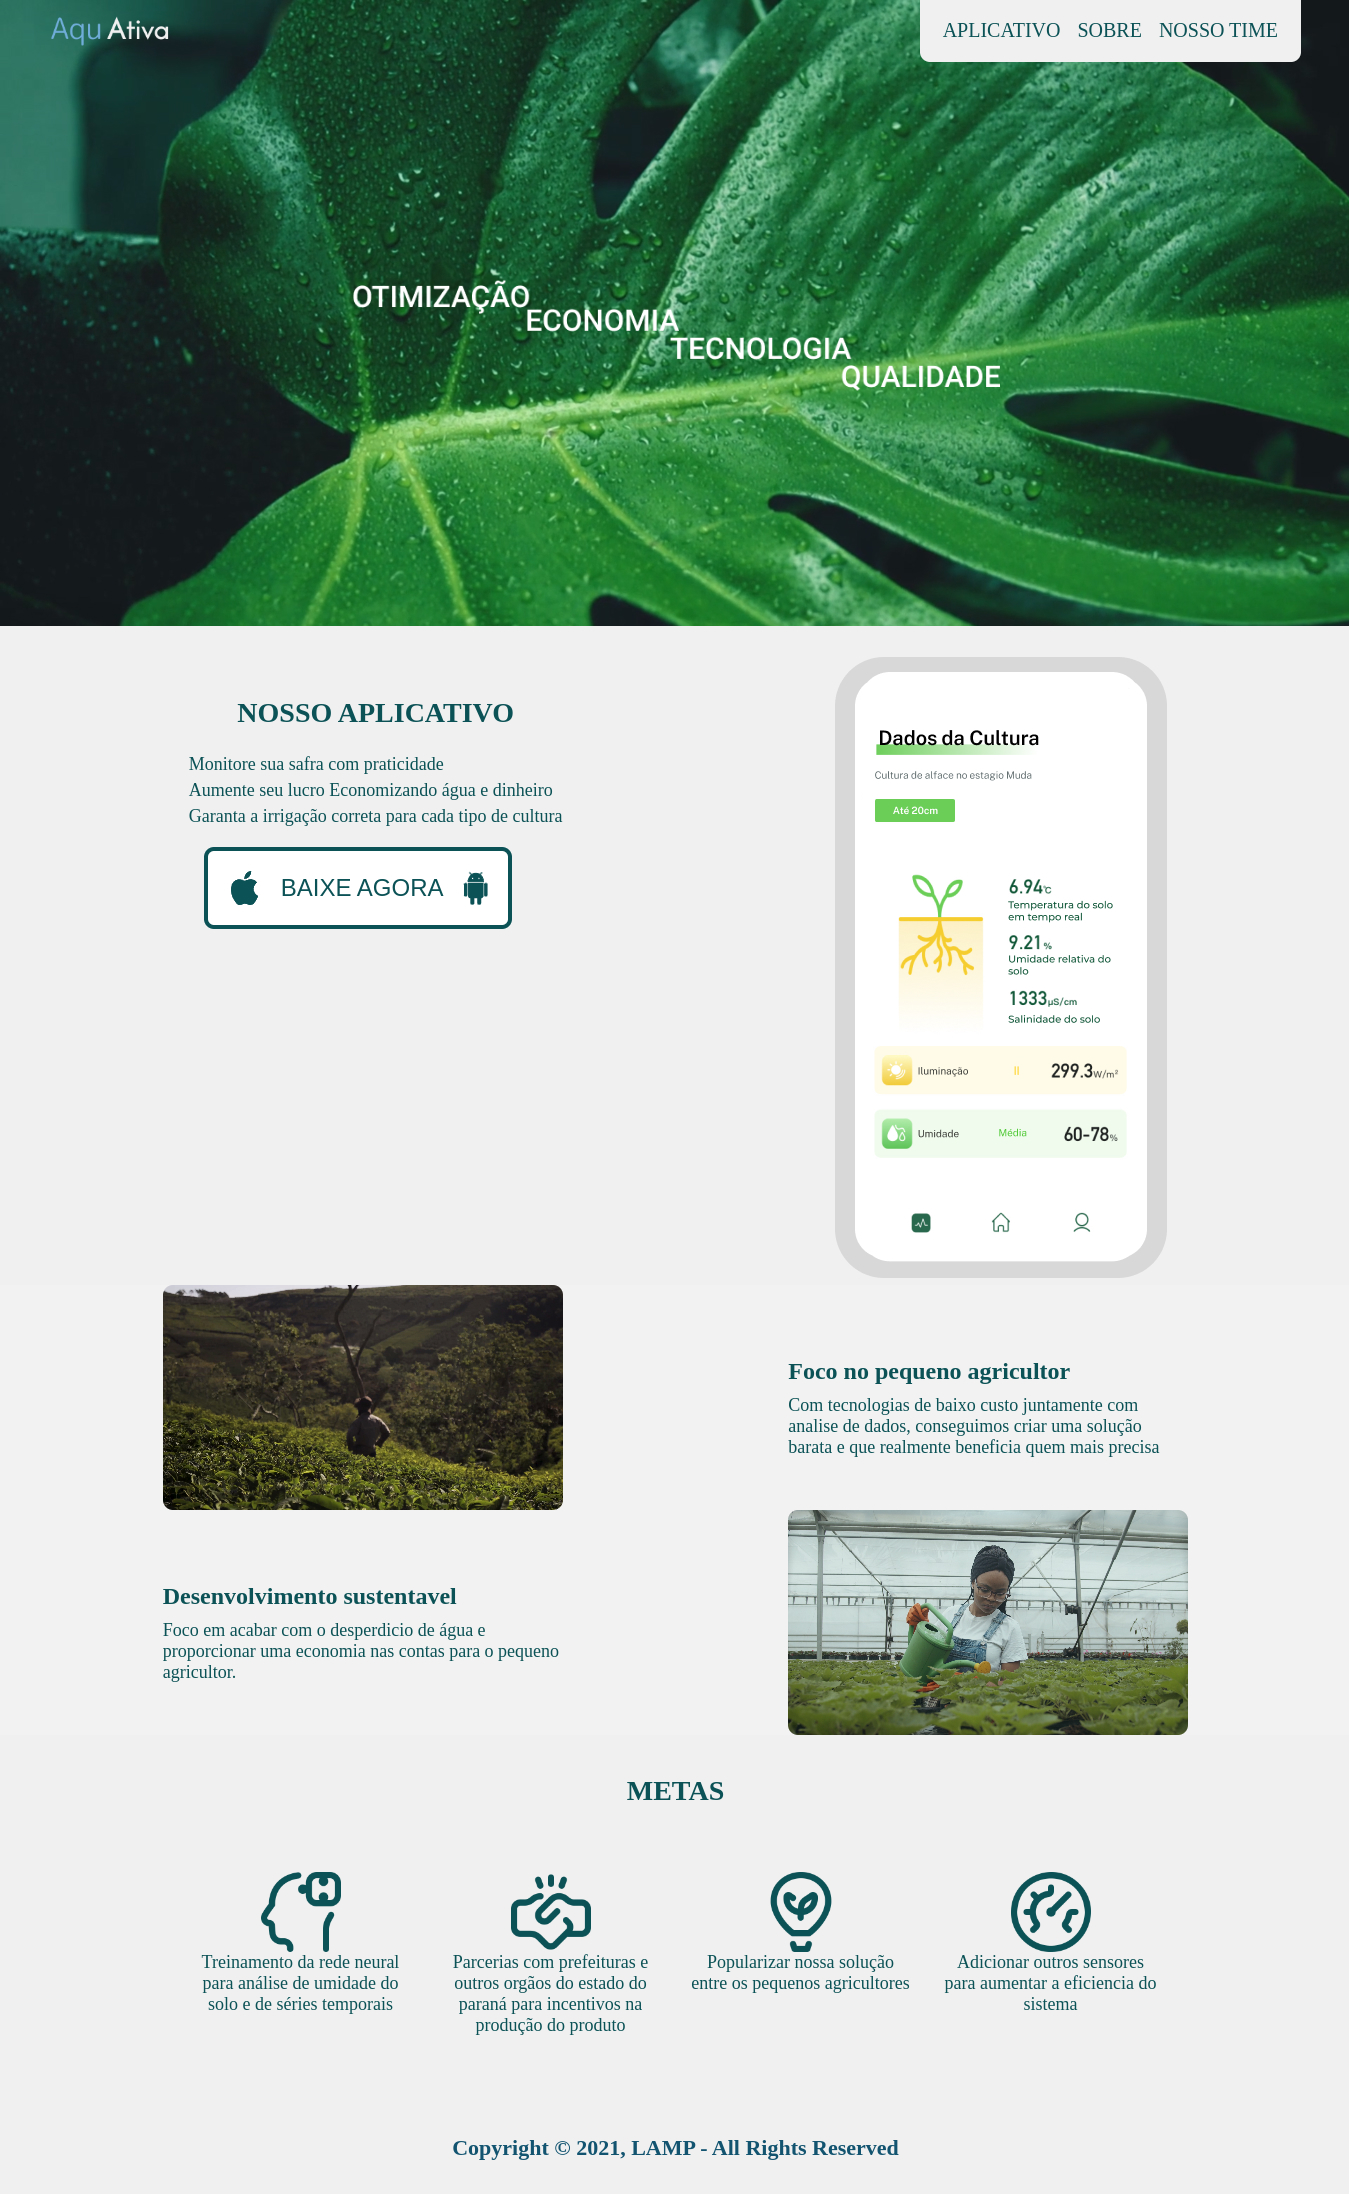 Aqu Ativa
APLICATIVO SOBRE NOSSO TIME
OTIMIZAÇÃO
ECONOMIA
TECNOLOGIA
QUALIDADE
NOSSO APLICATIVO
Monitore sua safra com praticidade
Aumente seu lucro Economizando água e dinheiro
Garanta a irrigação correta para cada tipo de cultura
BAIXE AGORA
Dados da Cultura
Cultura de alface no estagio Muda
Até 20cm
6.94°C
Temperatura do solo
em tempo real
9.21%
Umidade relativa do
solo
1333µS/cm
Salinidade do solo
Iluminação II 299.3W/m²
Umidade Média 60-78%
Foco no pequeno agricultor
Com tecnologias de baixo custo juntamente com
analise de dados, conseguimos criar uma solução
barata e que realmente beneficia quem mais precisa
Desenvolvimento sustentavel
Foco em acabar com o desperdicio de água e
proporcionar uma economia nas contas para o pequeno
agricultor.
METAS
Treinamento da rede neural
para análise de umidade do
solo e de séries temporais
Parcerias com prefeituras e
outros orgãos do estado do
paraná para incentivos na
produção do produto
Popularizar nossa solução
entre os pequenos agricultores
Adicionar outros sensores
para aumentar a eficiencia do
sistema
Copyright © 2021, LAMP - All Rights Reserved